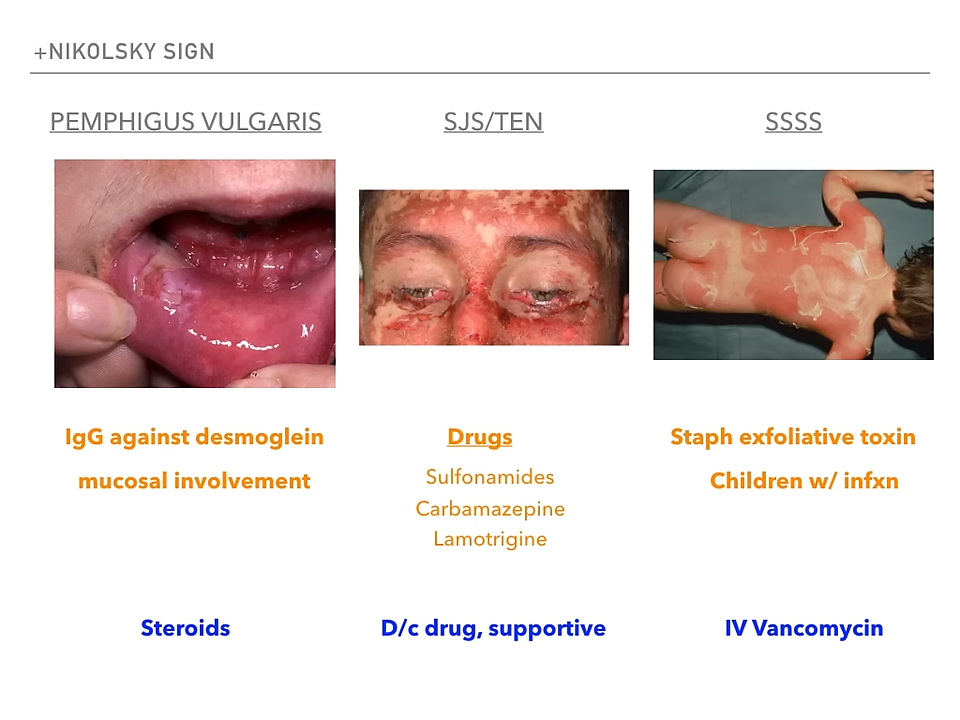 +NIKOLSKY SIGN
PEMPHIGUS VULGARIS
SJS/TEN
SSSS
IgG against desmoglein
mucosal involvement
Drugs
Sulfonamides
Carbamazepine
Lamotrigine
Staph exfoliative toxin
Children w/ infxn
Steroids
D/c drug, supportive
IV Vancomycin